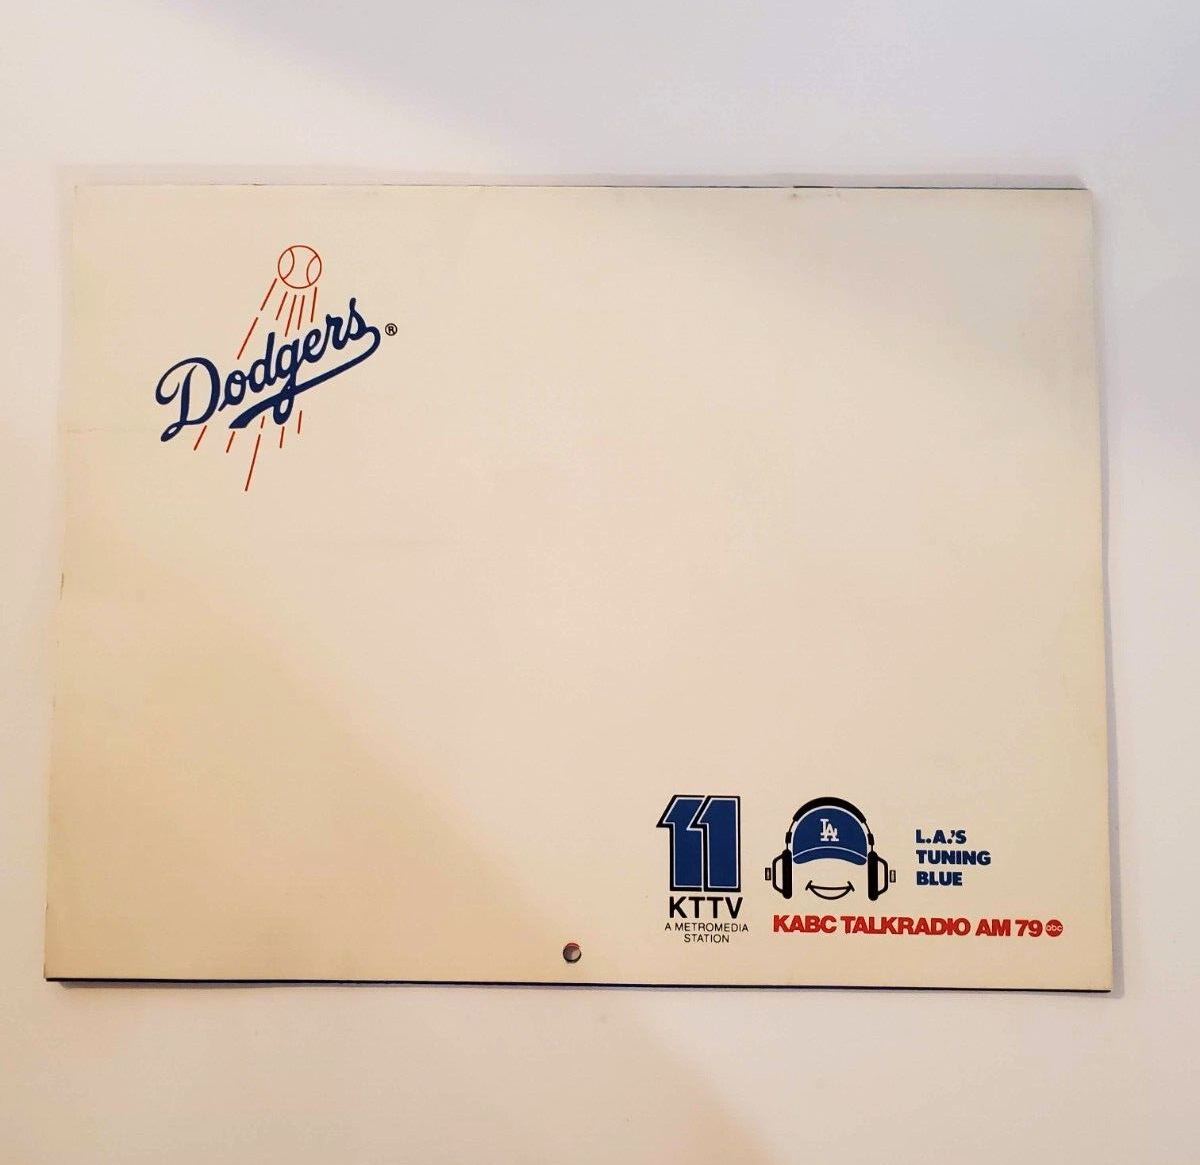 Dodgers®
11
KTTV
A METROMEDIA
STATION
LA
L.A.'S
TUNING
BLUE
KABC TALKRADIO AM 79 abc